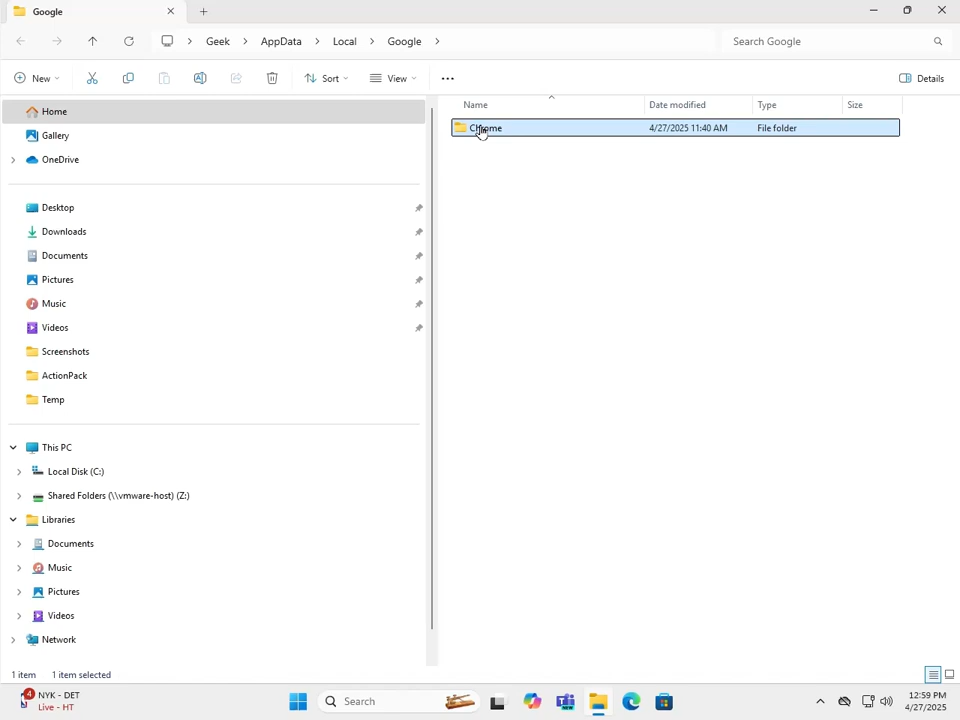 Google
Geek > AppData > Local > Google >
Search Google
New
Sort
View
Details
Home
Gallery
OneDrive
Desktop
Downloads
Documents
Pictures
Music
Videos
Screenshots
ActionPack
Temp
This PC
Local Disk (C:)
Shared Folders (\\vmware-host) (Z:)
Libraries
Documents
Music
Pictures
Videos
Network
Name Date modified Type Size
Chrome 4/27/2025 11:40 AM File folder
1 item 1 item selected
4
NYK - DET
Live - HT
Search
12:59 PM
4/27/2025